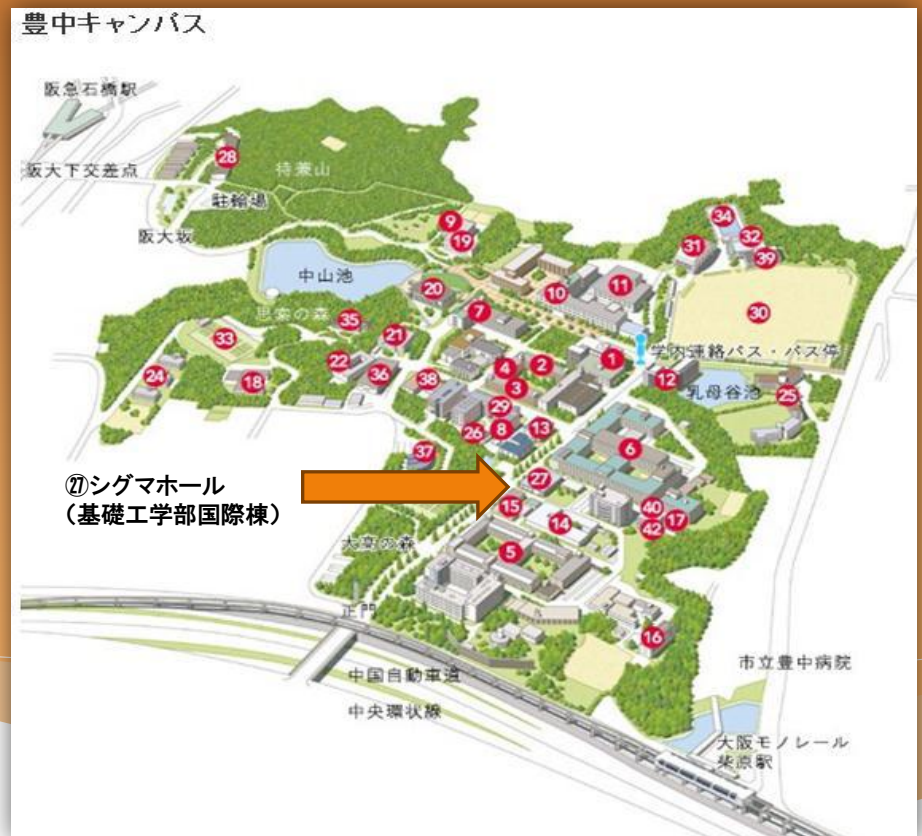 豊中キャンパス
阪急石橋駅
28
待兼山
阪大下交差点
駐輪場
阪大坂
9
19
34
32
31
39
中山池
20
10
11
30
思索の森
7
35
33
21
学内連絡バス・バス停
22
4
2
1
24
18
36
38
3
12
乳母谷池
25
29
26
8
13
6
37
㉗シグマホール
(基礎工学部国際棟)
27
15
14
40
17
42
大高の森
5
正門
16
市立豊中病院
中国自動車道
中央環状線
大阪モノレール
柴原駅